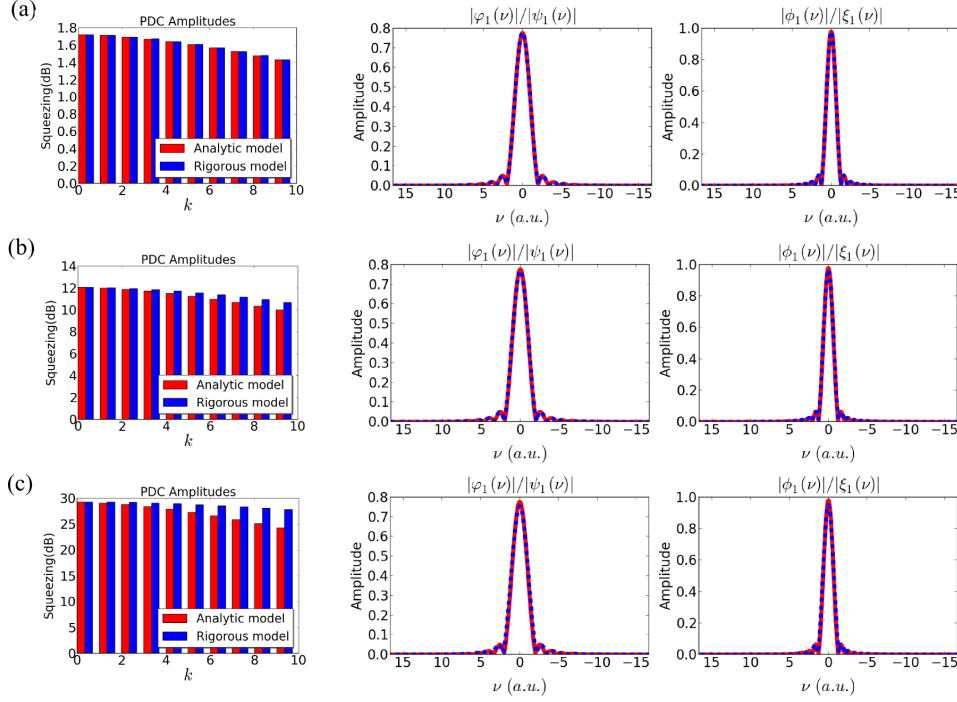 (a)
PDC Amplitudes
Squeezing(dB)
1.8
1.6
1.4
1.2
1.0
0.8
0.6
0.4
0.2
0.0
Analytic model
Rigorous model
0 2 4 6 8 10
k
|φ₁(ν)|/|ψ₁(ν)|
Amplitude
0.8
0.7
0.6
0.5
0.4
0.3
0.2
0.1
0.0
15 10 5 0 −5 −10 −15
ν (a.u.)
|ϕ₁(ν)|/|ξ₁(ν)|
Amplitude
1.0
0.8
0.6
0.4
0.2
0.0
15 10 5 0 −5 −10 −15
ν (a.u.)
(b)
PDC Amplitudes
Squeezing(dB)
14
12
10
8
6
4
2
0
Analytic model
Rigorous model
0 2 4 6 8 10
k
|φ₁(ν)|/|ψ₁(ν)|
Amplitude
0.8
0.7
0.6
0.5
0.4
0.3
0.2
0.1
0.0
15 10 5 0 −5 −10 −15
ν (a.u.)
|ϕ₁(ν)|/|ξ₁(ν)|
Amplitude
1.0
0.8
0.6
0.4
0.2
0.0
15 10 5 0 −5 −10 −15
ν (a.u.)
(c)
PDC Amplitudes
Squeezing(dB)
30
25
20
15
10
5
0
Analytic model
Rigorous model
0 2 4 6 8 10
k
|φ₁(ν)|/|ψ₁(ν)|
Amplitude
0.8
0.7
0.6
0.5
0.4
0.3
0.2
0.1
0.0
15 10 5 0 −5 −10 −15
ν (a.u.)
|ϕ₁(ν)|/|ξ₁(ν)|
Amplitude
1.0
0.8
0.6
0.4
0.2
0.0
15 10 5 0 −5 −10 −15
ν (a.u.)